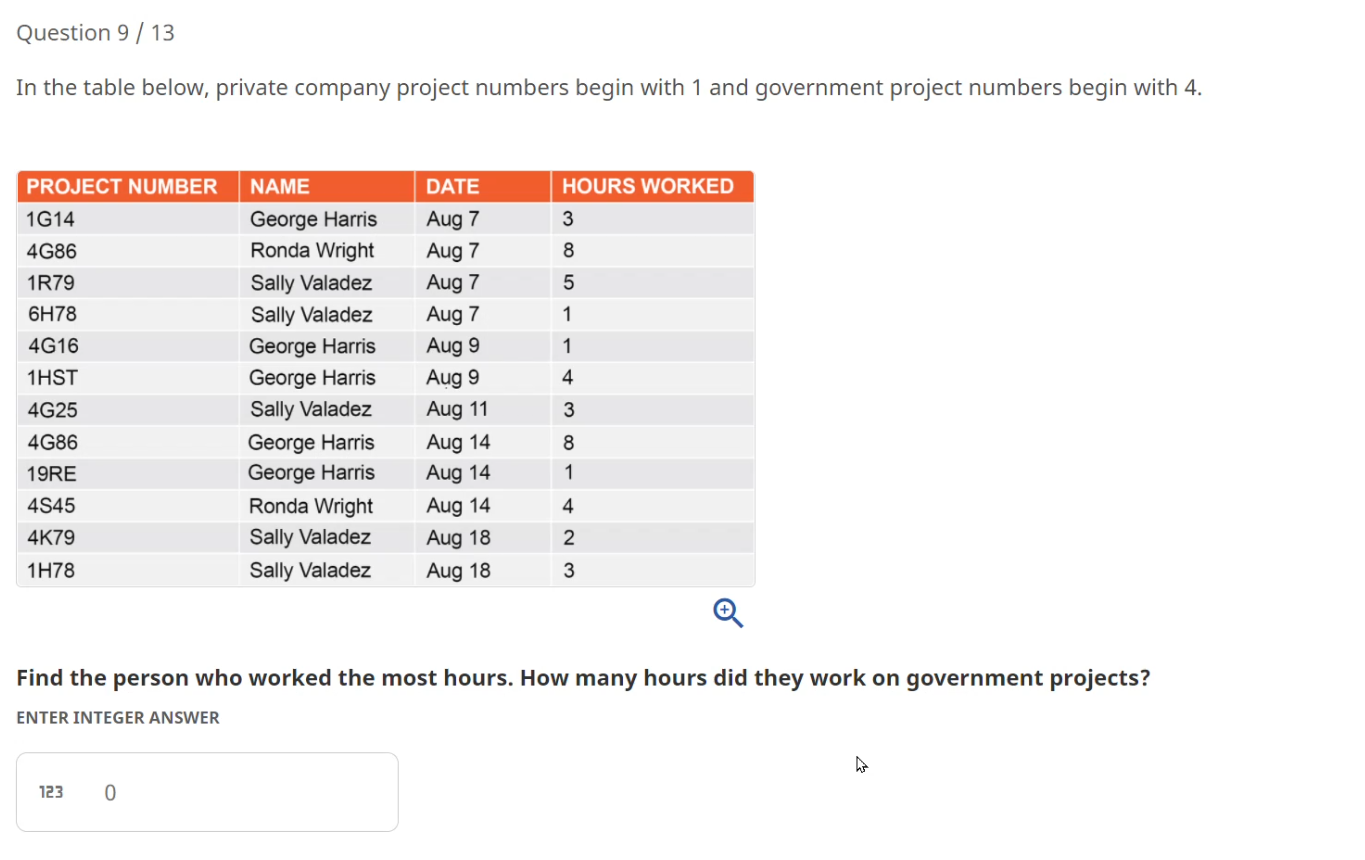 Question 9 / 13
In the table below, private company project numbers begin with 1 and government project numbers begin with 4.
PROJECT NUMBER NAME DATE HOURS WORKED
1G14 George Harris Aug 7 3
4G86 Ronda Wright Aug 7 8
1R79 Sally Valadez Aug 7 5
6H78 Sally Valadez Aug 7 1
4G16 George Harris Aug 9 1
1HST George Harris Aug 9 4
4G25 Sally Valadez Aug 11 3
4G86 George Harris Aug 14 8
19RE George Harris Aug 14 1
4S45 Ronda Wright Aug 14 4
4K79 Sally Valadez Aug 18 2
1H78 Sally Valadez Aug 18 3
Find the person who worked the most hours. How many hours did they work on government projects?
ENTER INTEGER ANSWER
123 0